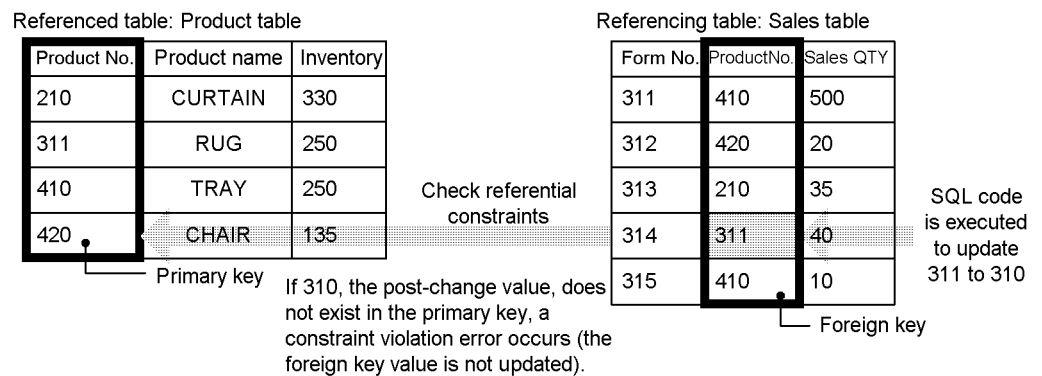 Referenced table: Product table
Product No. Product name Inventory
210 CURTAIN 330
311 RUG 250
410 TRAY 250
420 CHAIR 135
Primary key
Check referential
constraints
If 310, the post-change value, does
not exist in the primary key, a
constraint violation error occurs (the
foreign key value is not updated).
Referencing table: Sales table
Form No. ProductNo. Sales QTY
311 410 500
312 420 20
313 210 35
314 311 40
315 410 10
Foreign key
SQL code
is executed
to update
311 to 310